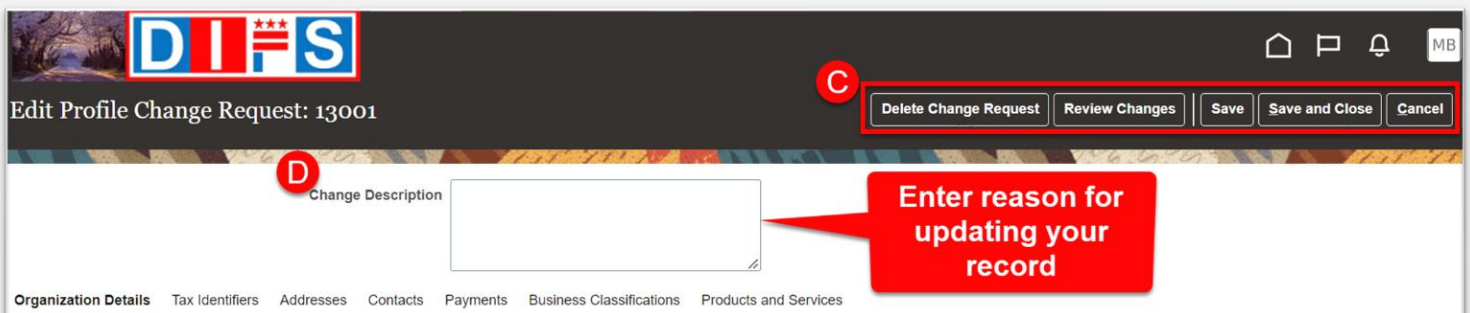 DIFS
MB
C
Edit Profile Change Request: 13001
Delete Change Request Review Changes Save Save and Close Cancel
D
Change Description
Enter reason for
updating your
record
Organization Details Tax Identifiers Addresses Contacts Payments Business Classifications Products and Services